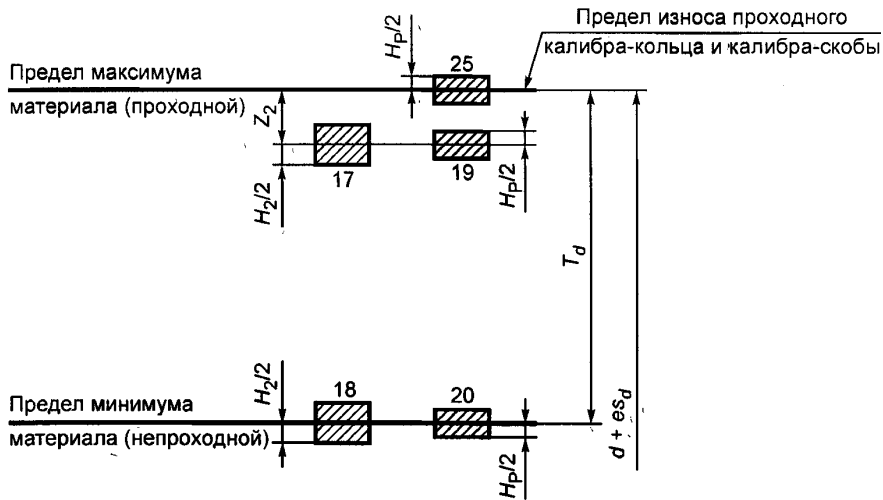 Предел износа проходного
калибра-кольца и калибра-скобы
Предел максимума
материала (проходной)
H_P/2
25
Z_2
17
19
H_2/2
H_P/2
T_d
d + es_d
Предел минимума
материала (непроходной)
H_2/2
18
20
H_P/2